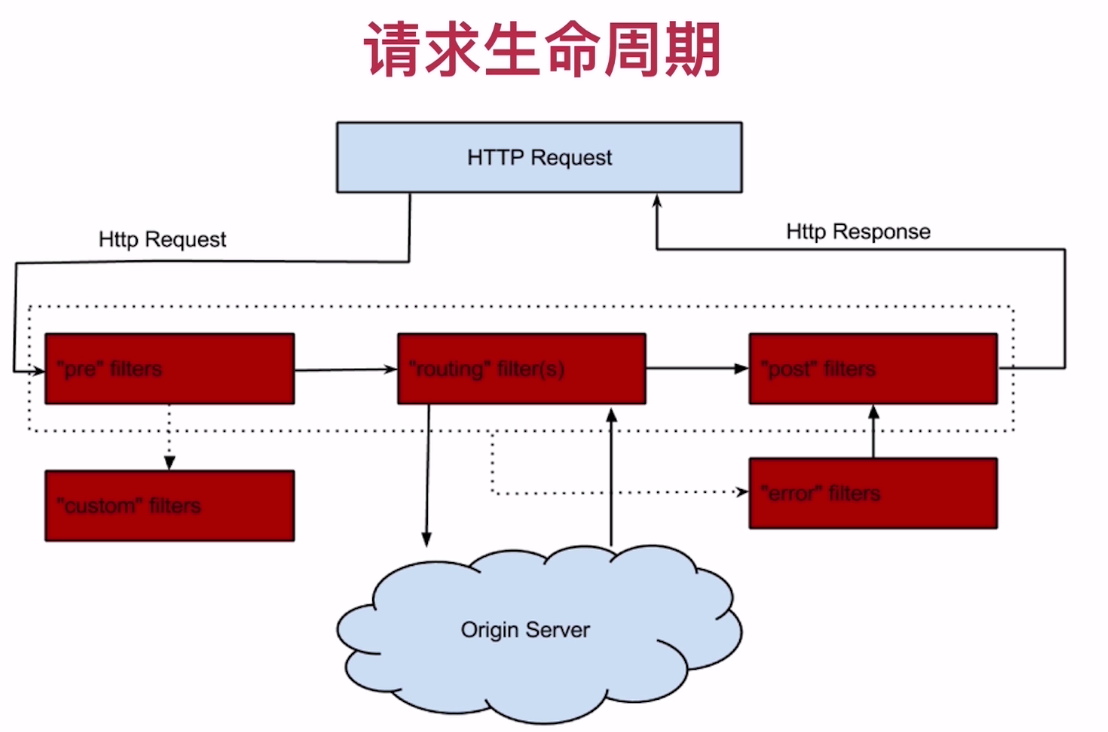 请求生命周期
HTTP Request
Http Request
Http Response
"pre" filters
"routing" filter(s)
"post" filters
"custom" filters
"error" filters
Origin Server